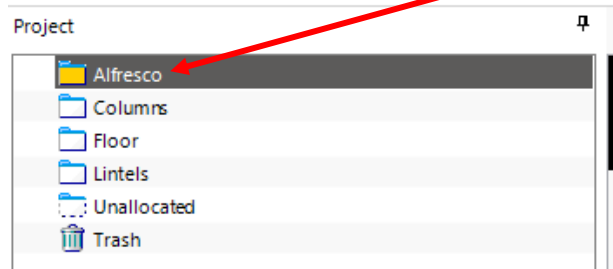 Project
Alfresco
Columns
Floor
Lintels
Unallocated
Trash